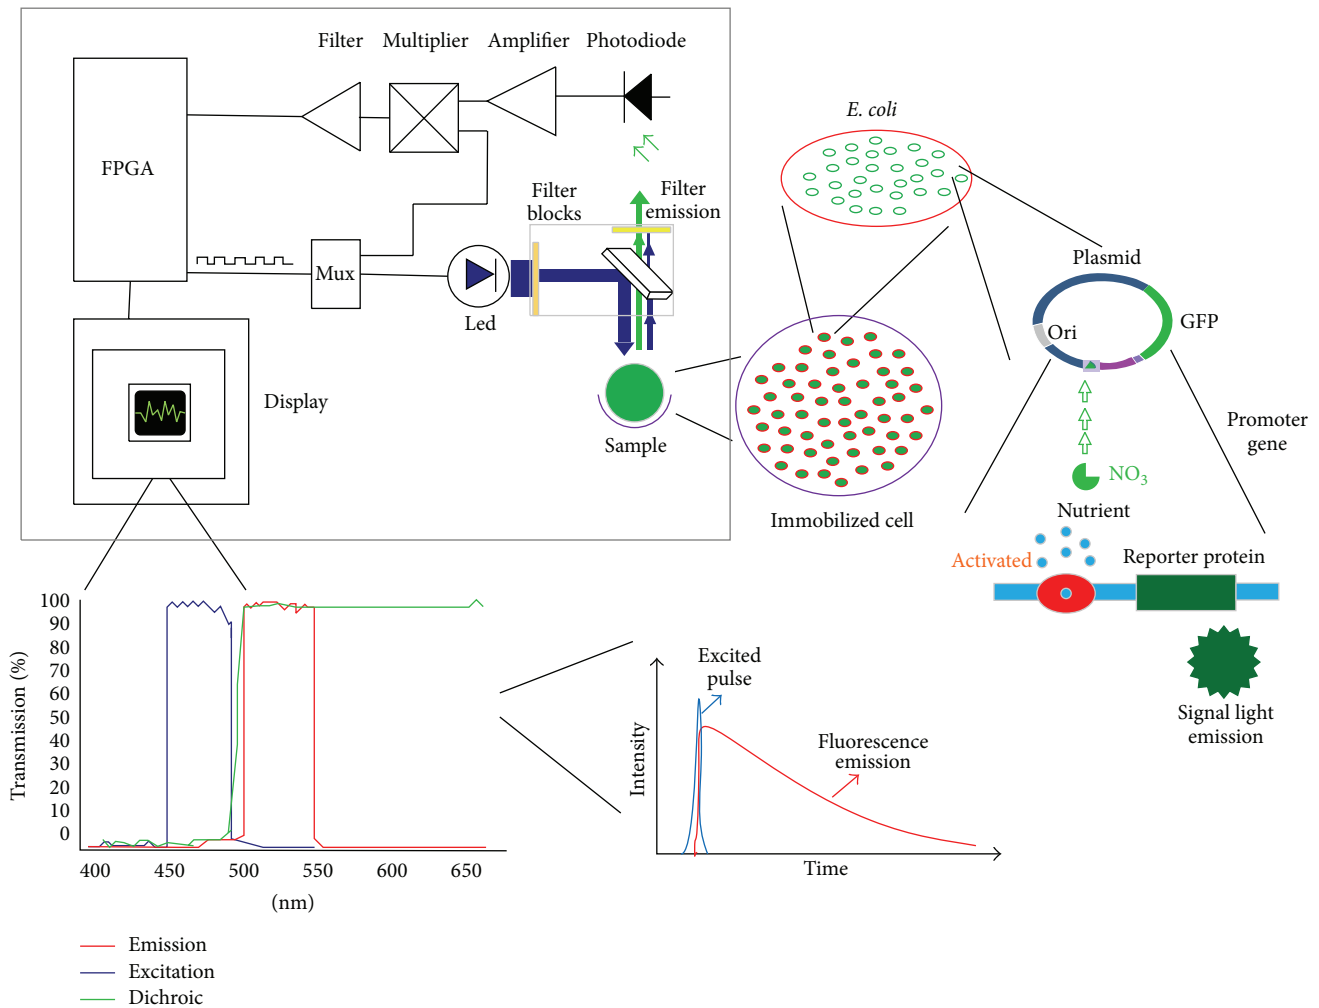 Filter Multiplier Amplifier Photodiode
FPGA
E. coli
Filter
blocks
Filter
emission
Mux
Led
Plasmid
Ori
GFP
Display
Sample
Promoter
gene
NO3
Immobilized cell
Nutrient
Activated
Reporter protein
Signal light
emission
100
90
80
70
60
50
40
30
20
10
0
Transmission (%)
400 450 500 550 600 650
(nm)
Excited
pulse
Fluorescence
emission
Intensity
Time
Emission
Excitation
Dichroic